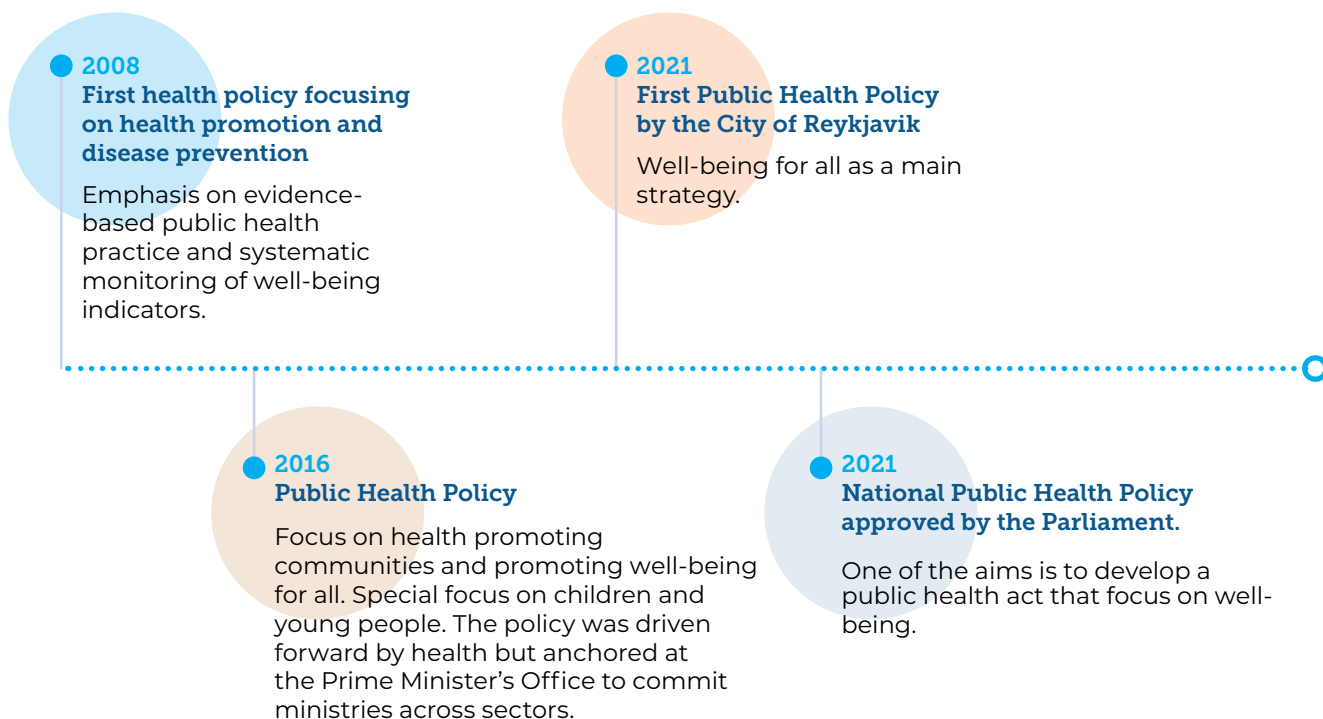 2008
First health policy focusing
on health promotion and
disease prevention
Emphasis on evidence-
based public health
practice and systematic
monitoring of well-being
indicators.
2016
Public Health Policy
Focus on health promoting
communities and promoting well-being
for all. Special focus on children and
young people. The policy was driven
forward by health but anchored at
the Prime Minister’s Office to commit
ministries across sectors.
2021
First Public Health Policy
by the City of Reykjavik
Well-being for all as a main
strategy.
2021
National Public Health Policy
approved by the Parliament.
One of the aims is to develop a
public health act that focus on well-
being.